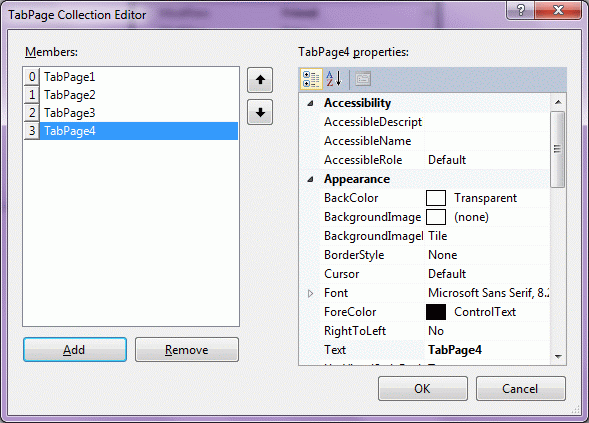 TabPage Collection Editor
?
Members:
0 TabPage1
1 TabPage2
2 TabPage3
3 TabPage4
Add
Remove
TabPage4 properties:
A
Z
Accessibility
AccessibleDescript
AccessibleName
AccessibleRole Default
Appearance
BackColor Transparent
BackgroundImage (none)
BackgroundImagel Tile
BorderStyle None
Cursor Default
Font Microsoft Sans Serif, 8.2
ForeColor ControlText
RightToLeft No
Text TabPage4
OK
Cancel